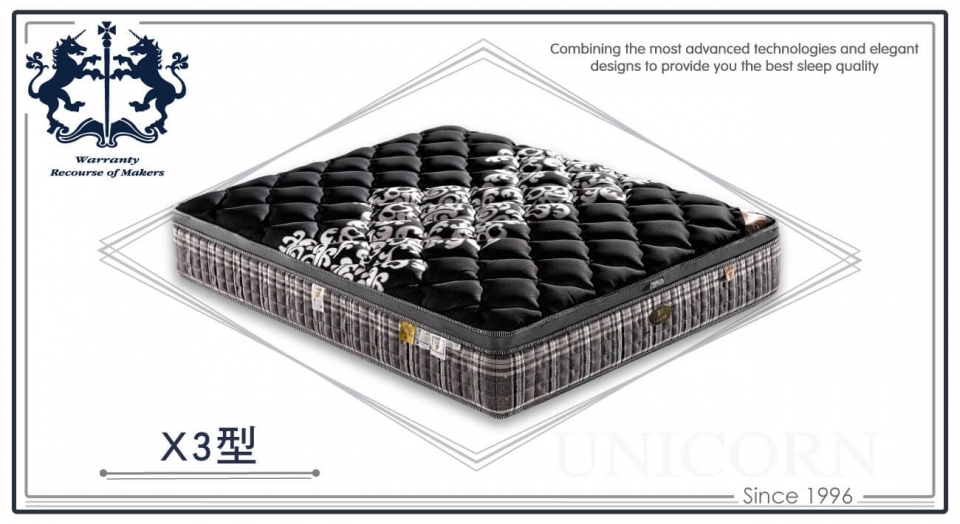 Combining the most advanced technologies and elegant
designs to provide you the best sleep quality
Warranty
Recourse of Makers
X3型
UNICORN
Since 1996